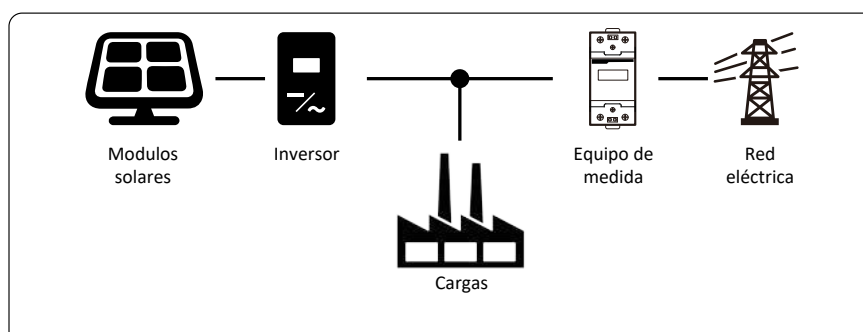 Modulos
solares
Inversor
Equipo de
medida
Red
eléctrica
Cargas